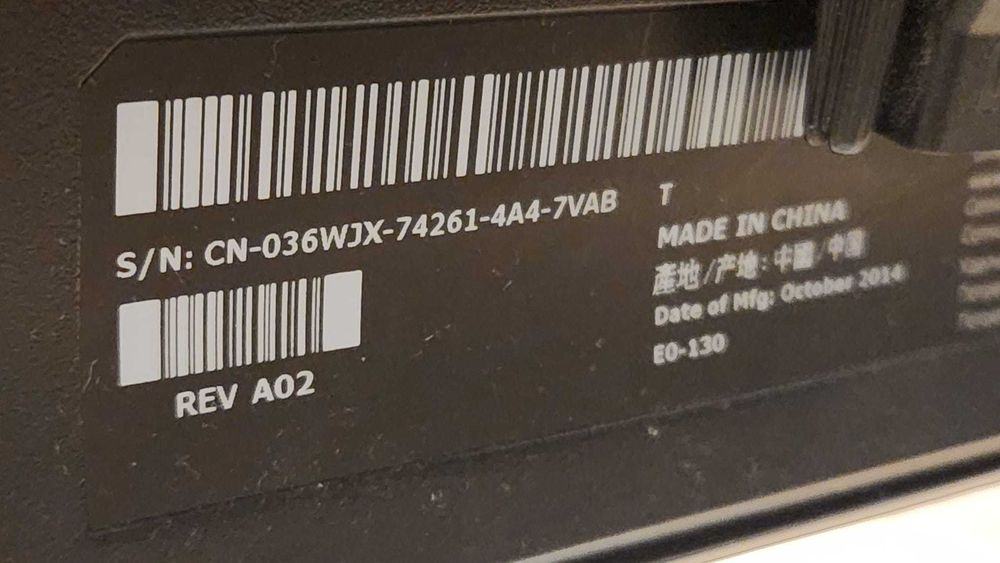 S/N: CN-036WJX-74261-4A4-7VAB
T
REV A02
MADE IN CHINA
產地/产地: 中國/中国
Date of Mfg: October 2014
E0-130